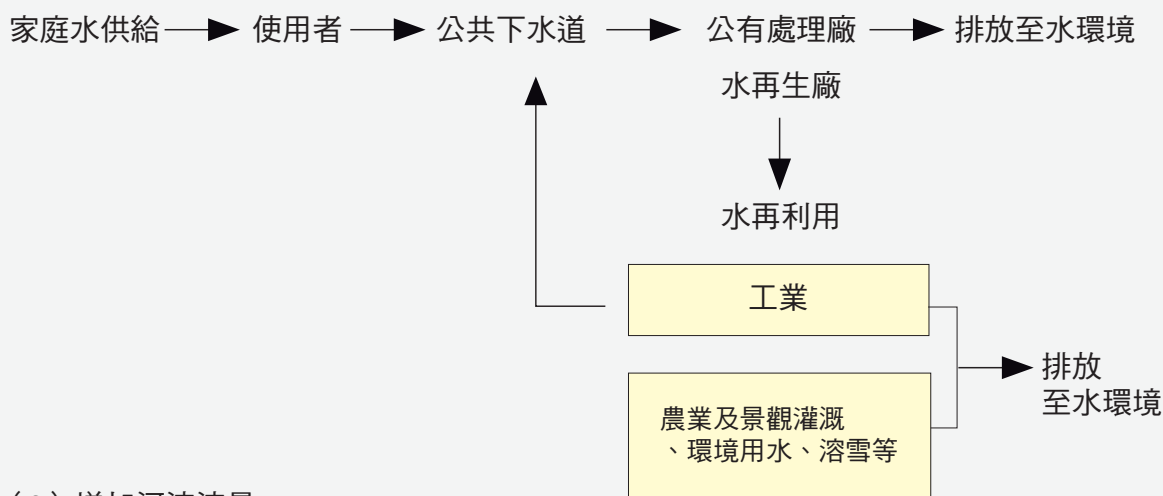 家庭水供給 使用者 公共下水道 公有處理廠 排放至水環境
水再生廠
水再利用
工業
排放
至水環境
農業及景觀灌溉
、環境用水、溶雪等